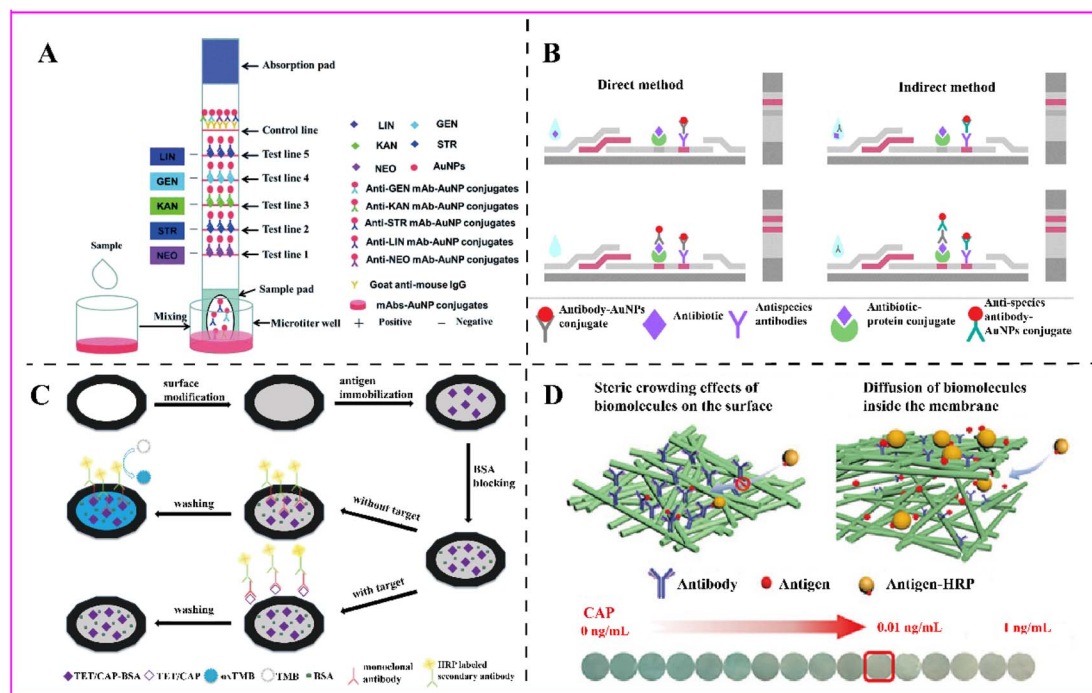 A
Absorption pad
Control line
Test line 5
Test line 4
Test line 3
Test line 2
Test line 1
Sample pad
Microtiter well
LIN
GEN
KAN
STR
NEO
Sample
Mixing
LIN
GEN
KAN
STR
NEO
AuNPs
Anti-GEN mAb-AuNP conjugates
Anti-KAN mAb-AuNP conjugates
Anti-STR mAb-AuNP conjugates
Anti-LIN mAb-AuNP conjugates
Anti-NEO mAb-AuNP conjugates
Goat anti-mouse IgG
mAbs-AuNP conjugates
+ Positive − Negative
B
Direct method
Indirect method
Antibody-AuNPs
conjugate
Antibiotic
Antispecies
antibodies
Antibiotic-
protein conjugate
Anti-species
antibody-
AuNPs conjugate
C
surface
modification
antigen
immobilization
BSA
blocking
without target
washing
with target
washing
TET/CAP-BSA
TET/CAP
oxTMB
TMB
BSA
monoclonal
antibody
HRP labeled
secondary antibody
D
Steric crowding effects of
biomolecules on the surface
Diffusion of biomolecules
inside the membrane
Antibody
Antigen
Antigen-HRP
CAP
0 ng/mL
0.01 ng/mL
1 ng/mL